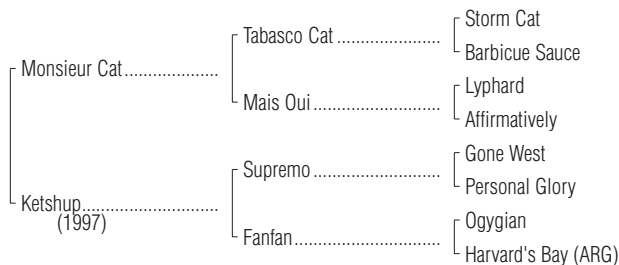 Storm Cat
Tabasco Cat
Barbicue Sauce
Monsieur Cat
Lyphard
Mais Oui
Affirmatively
Gone West
Supremo
Personal Glory
Ketshup
(1997)
Ogygian
Fanfan
Harvard's Bay (ARG)